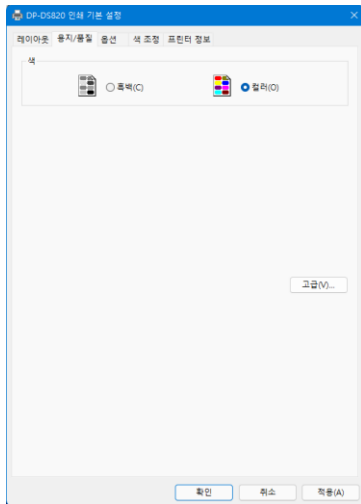 DP-DS820 인쇄 기본 설정
레이아웃 용지/품질 옵션 색 조정 프린터 정보
색
흑백(C) 컬러(O)
고급(V)...
확인 취소 적용(A)